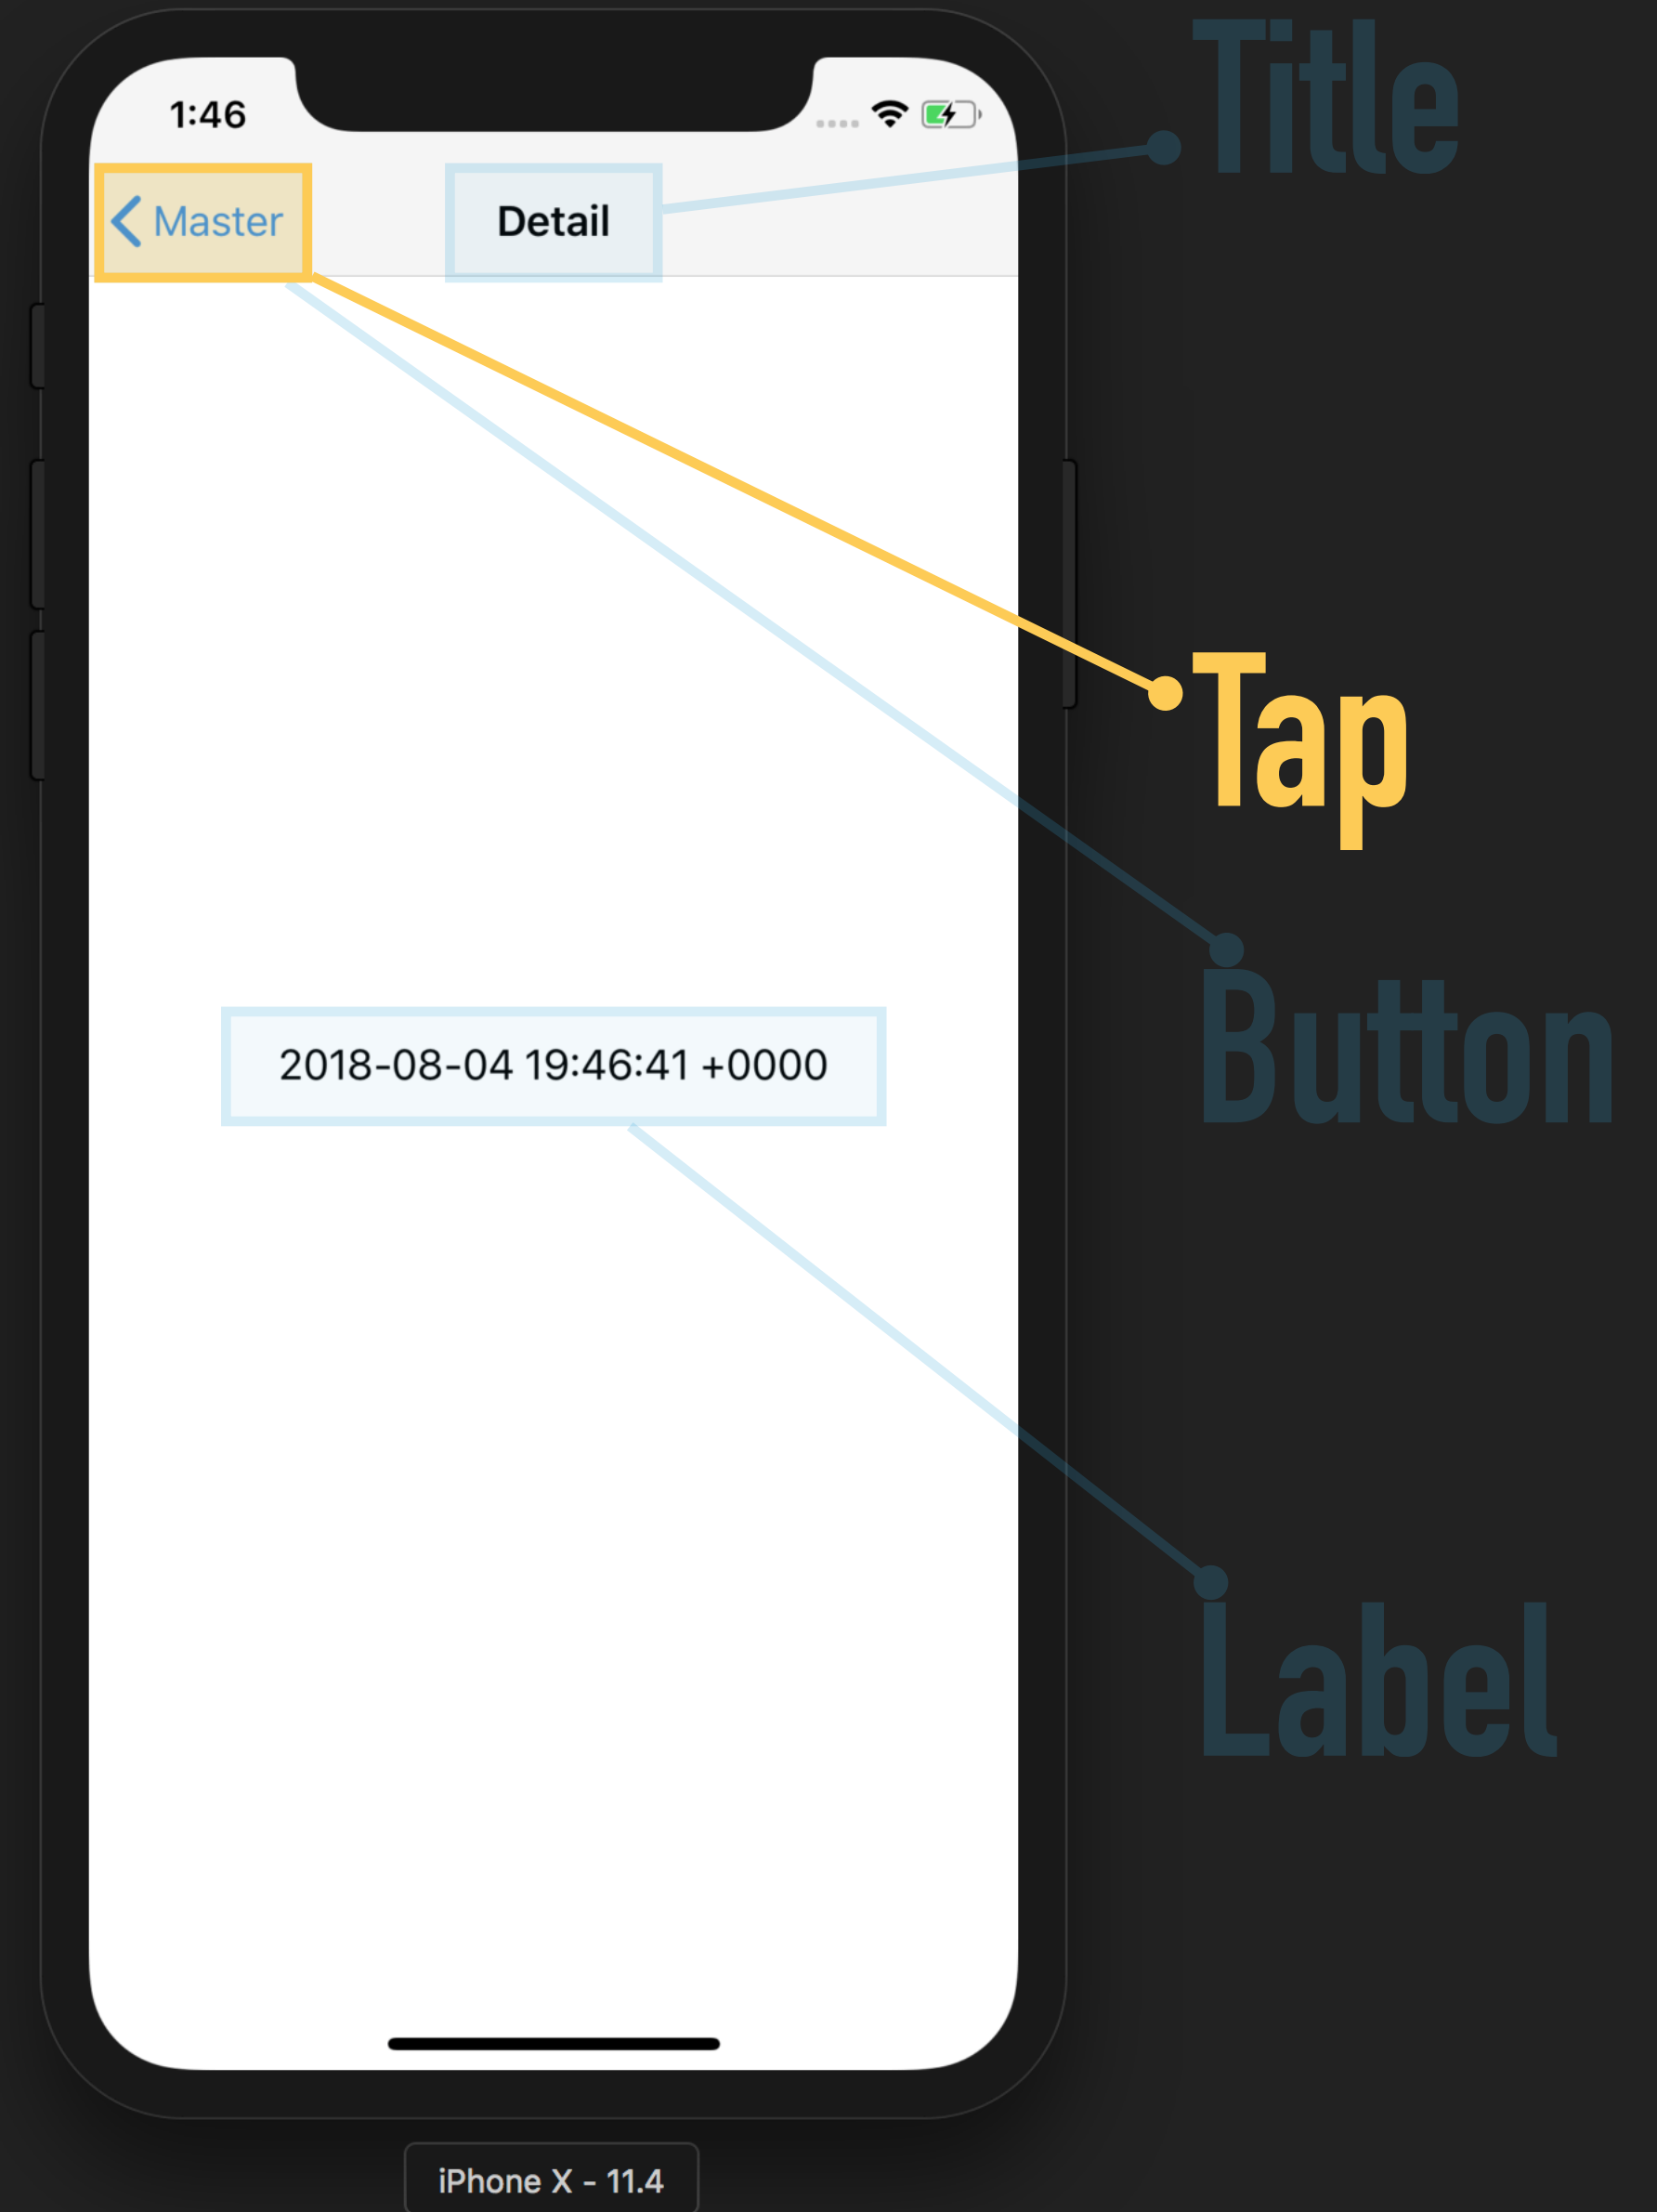 Title
1:46
Master
Detail
Tap
Button
2018-08-04 19:46:41 +0000
Label
iPhone X - 11.4